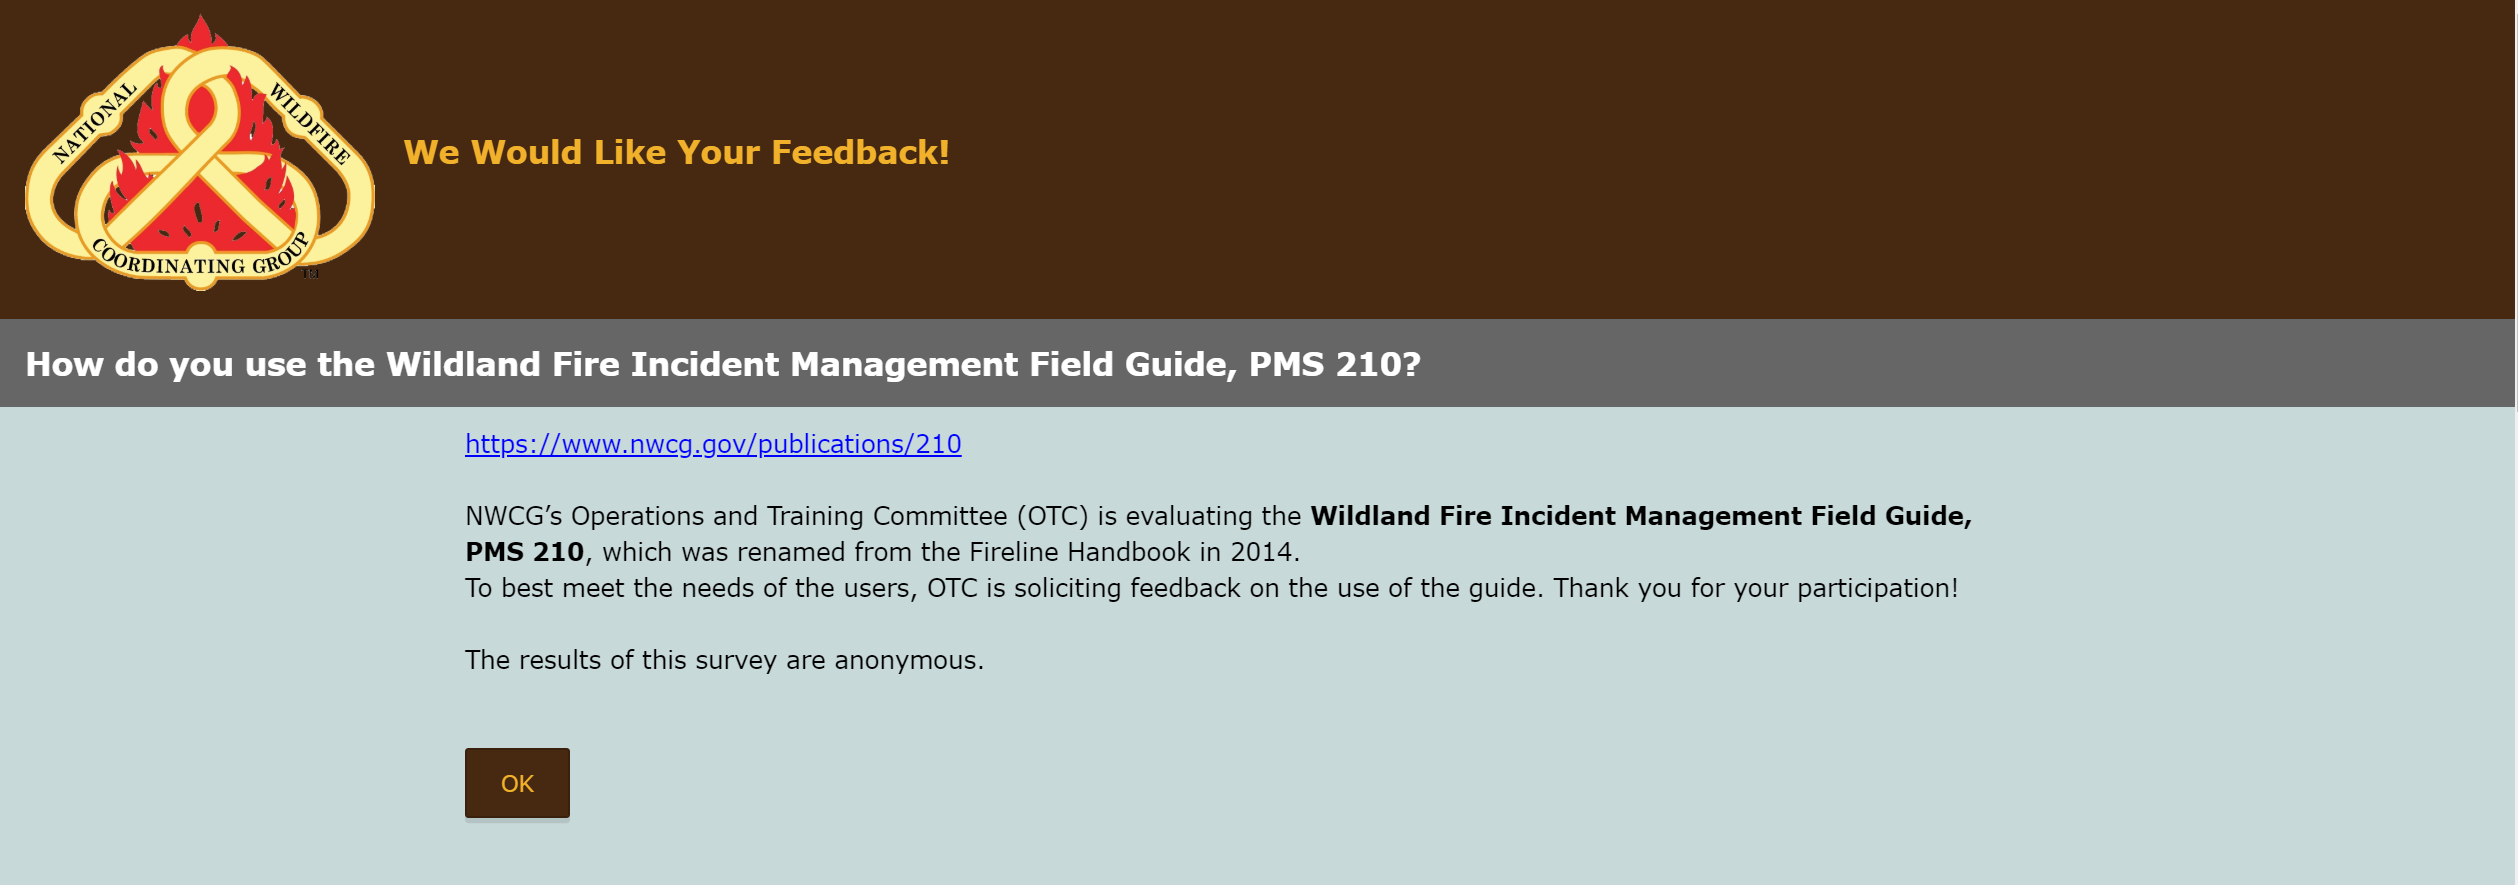 NATIONAL
WILDFIRE
COORDINATING GROUP
TM
We Would Like Your Feedback!
How do you use the Wildland Fire Incident Management Field Guide, PMS 210?
https://www.nwcg.gov/publications/210
NWCG’s Operations and Training Committee (OTC) is evaluating the Wildland Fire Incident Management Field Guide,
PMS 210, which was renamed from the Fireline Handbook in 2014.
To best meet the needs of the users, OTC is soliciting feedback on the use of the guide. Thank you for your participation!
The results of this survey are anonymous.
OK